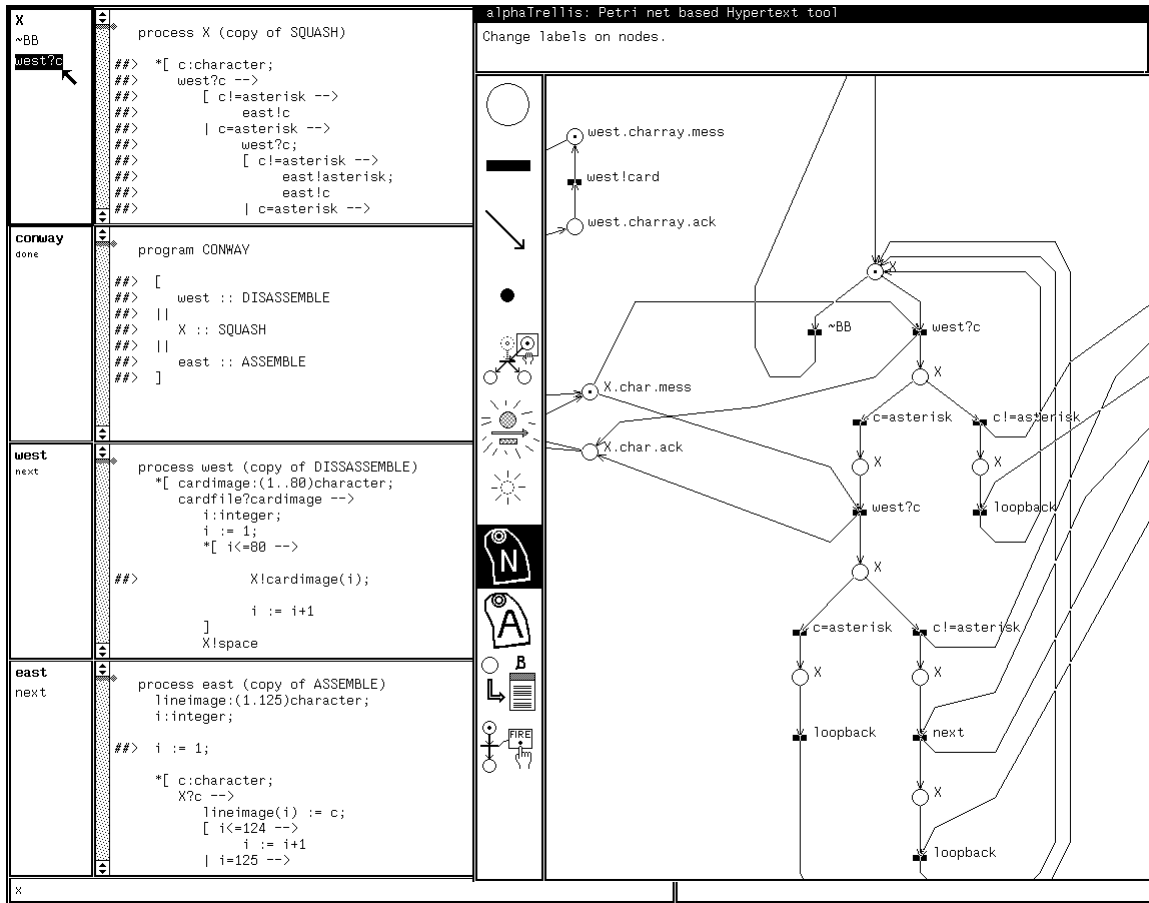 X
~BB
west?c
process X (copy of SQUASH)
##> *[ c:character;
##> west?c -->
##> [ c!=asterisk -->
##> east!c
##> | c=asterisk -->
##> west?c;
##> [ c!=asterisk -->
##> east!asterisk;
##> east!c
##> | c=asterisk -->
conway
done
program CONWAY
##> [
##> west :: DISASSEMBLE
##> ||
##> X :: SQUASH
##> ||
##> east :: ASSEMBLE
##> ]
west
next
process west (copy of DISSASSEMBLE)
*[ cardimage:(1..80)character;
cardfile?cardimage -->
i:integer;
i := 1;
*[ i<=80 -->
##> X!cardimage(i);
i := i+1
]
X!space
east
next
process east (copy of ASSEMBLE)
lineimage:(1.125)character;
i:integer;
##> i := 1;
*[ c:character;
X?c -->
lineimage(i) := c;
[ i<=124 -->
i := i+1
| i=125 -->
X
alphaTrellis: Petri net based Hypertext tool
Change labels on nodes.
N
A
B
FIRE
west.charray.mess
west!card
west.charray.ack
X
~BB
west?c
X
X.char.mess
c=asterisk
c!=asterisk
X.char.ack
X
X
west?c
loopback
X
c=asterisk
c!=asterisk
X
X
loopback
next
X
loopback